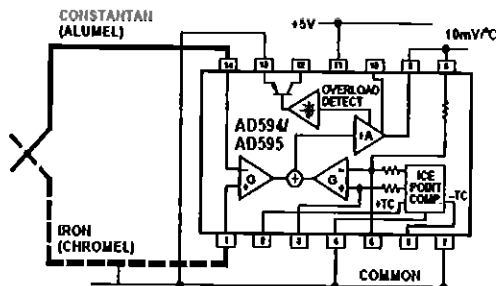 CONSTANTAN
(ALUMEL)
+5V
10mV/°C
14
13
12
11
10
9
8
OVERLOAD
DETECT
AD594/
AD595
+A
G
G
ICE
POINT
COMP.
+TC
–TC
IRON
(CHROMEL)
1
2
3
4
5
6
7
COMMON